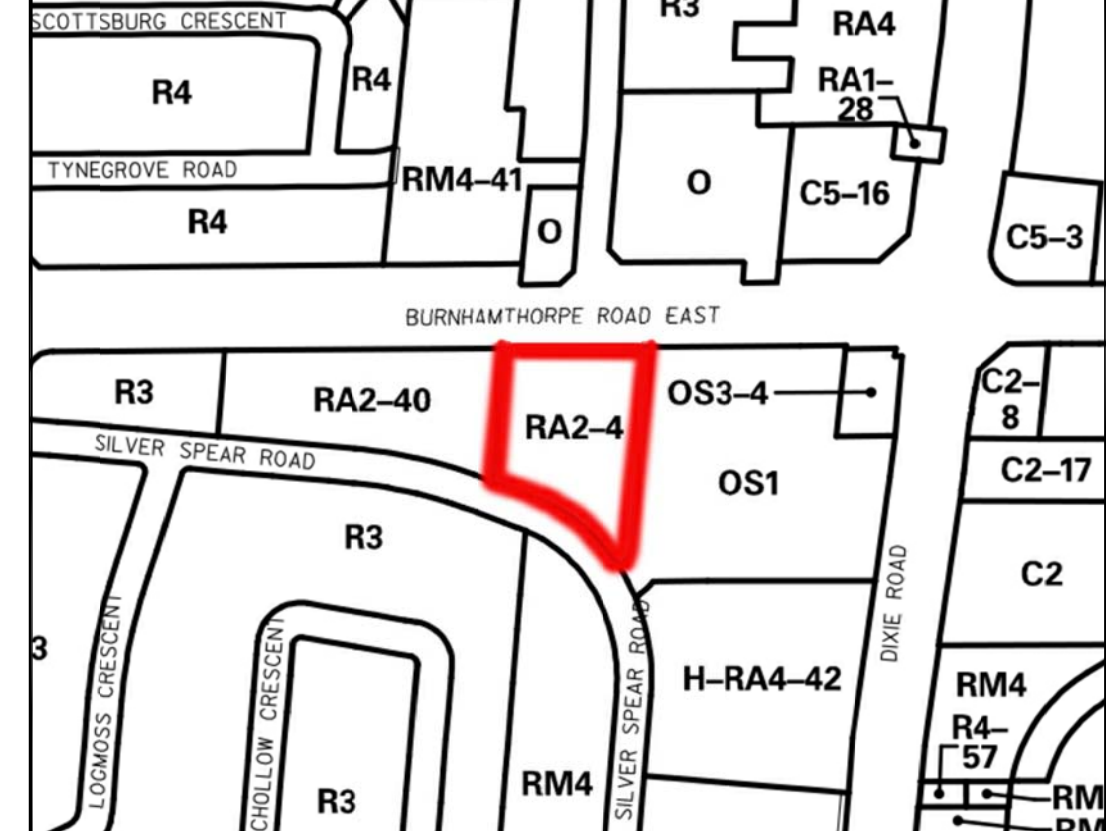 SCOTTSBURG CRESCENT
R3
RA4
R4
R4
RA1–
28
TYNEGROVE ROAD
RM4–41
O
C5–16
R4
O
C5–3
BURNHAMTHORPE ROAD EAST
R3
RA2–40
RA2–4
OS3–4
C2–
8
SILVER SPEAR ROAD
OS1
C2–17
R3
C2
DIXIE ROAD
LOGMOSS CRESCENT
3
CHOLLOW CRESCENT
SILVER SPEAR ROAD
H–RA4–42
RM4
R4–
57
R3
RM4
RM
RM